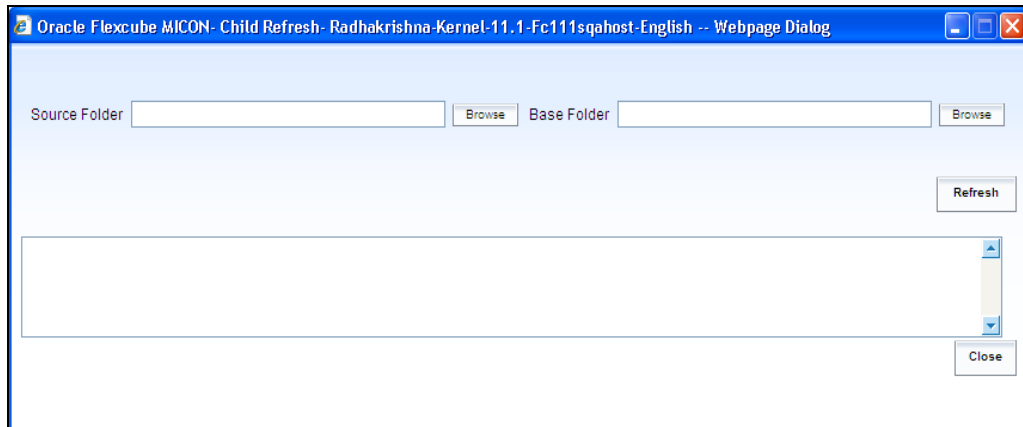 Oracle Flexcube MICON- Child Refresh- Radhakrishna-Kernel-11.1-Fc111sqahost-English -- Webpage Dialog
Source Folder Browse Base Folder Browse
Refresh
Close